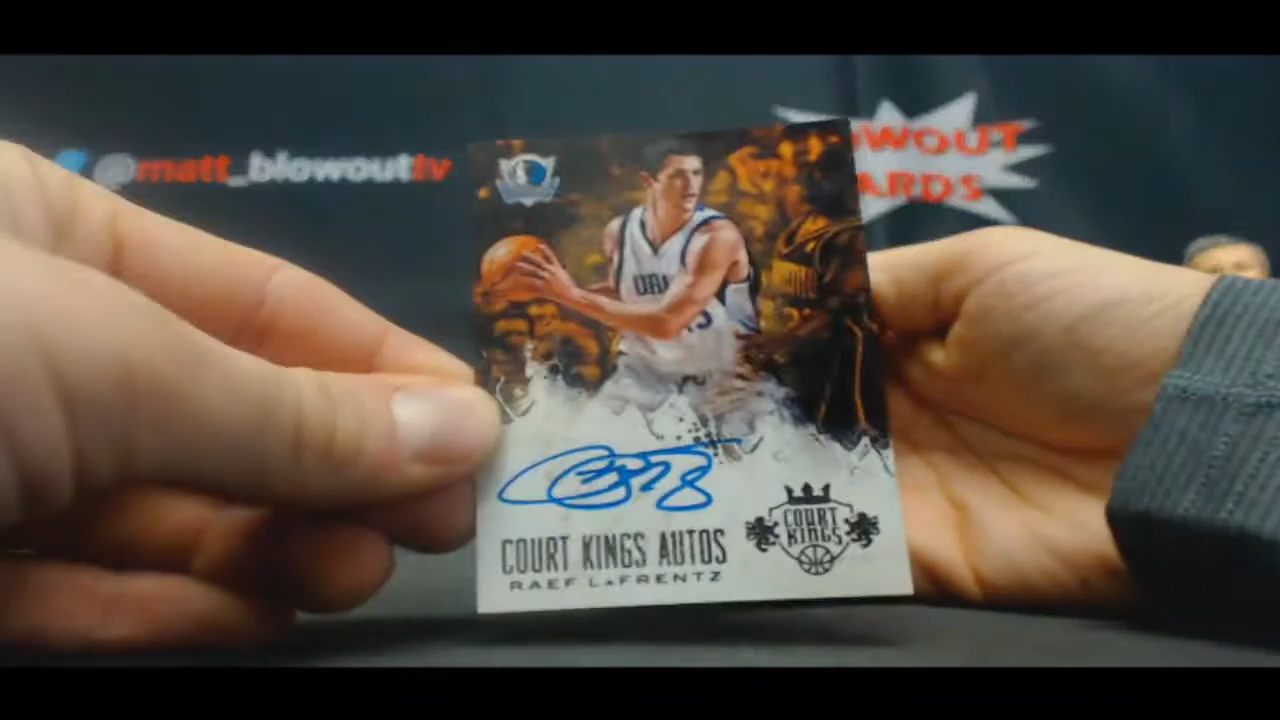 @matt_blowouttv
OWOUT
ARDS
COURT KINGS
COURT KINGS AUTOS
RAEF LAFRENTZ